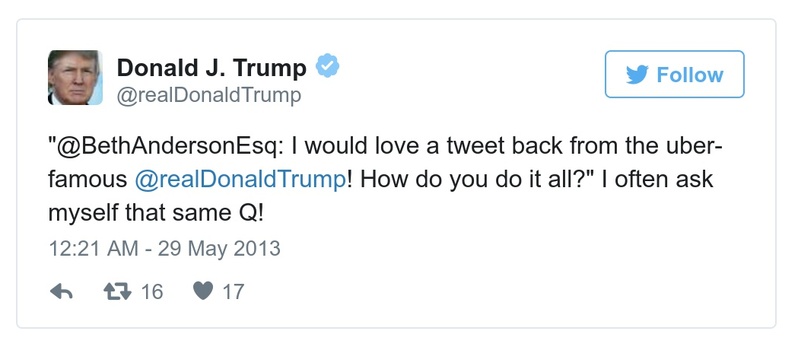 Donald J. Trump
Follow
@realDonaldTrump
"@BethAndersonEsq: I would love a tweet back from the uber-
famous @realDonaldTrump! How do you do it all?" I often ask
myself that same Q!
12:21 AM - 29 May 2013
16 17